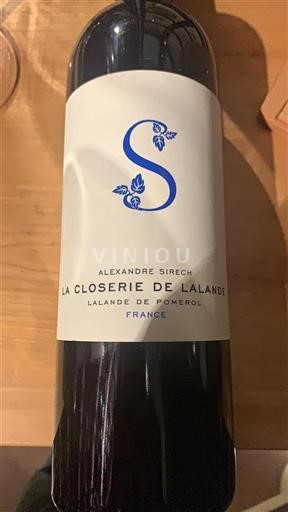 S
VINIOU
ALEXANDRE SIRECH
LA CLOSERIE DE LALANDE
LALANDE DE POMEROL
FRANCE